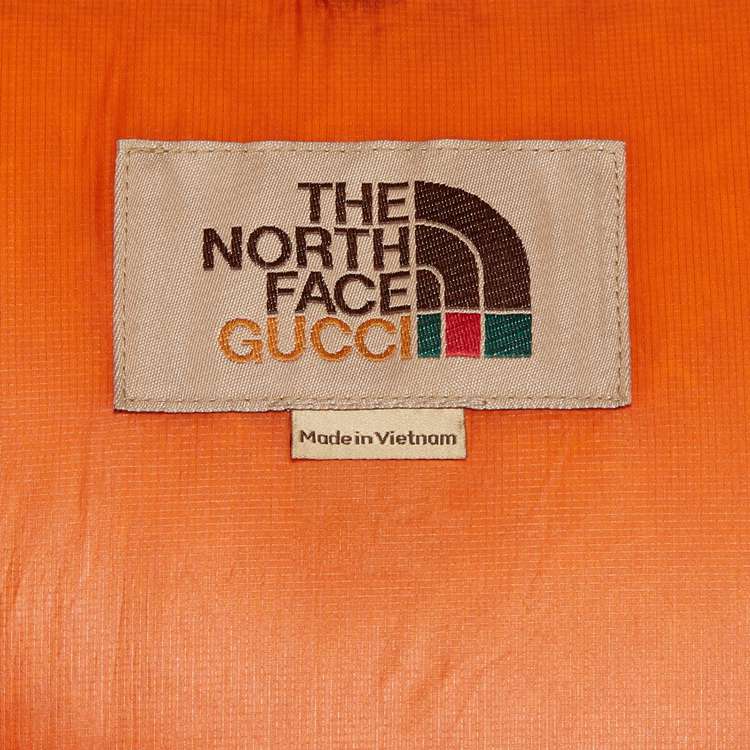 THE
NORTH
FACE
GUCCI
Made in Vietnam